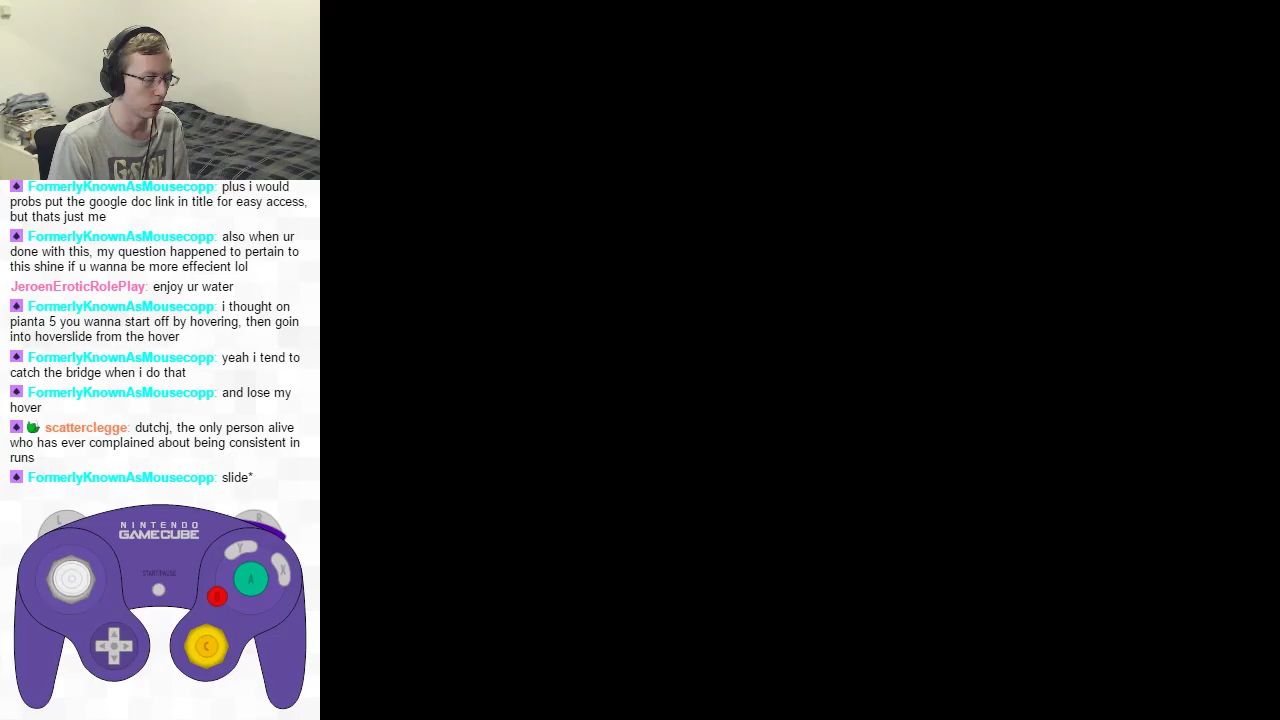 FormerlyKnownAsMousecopp: plus i would
probs put the google doc link in title for easy access,
but thats just me
FormerlyKnownAsMousecopp: also when ur
done with this, my question happened to pertain to
this shine if u wanna be more effecient lol
JeroenEroticRolePlay: enjoy ur water
FormerlyKnownAsMousecopp: i thought on
pianta 5 you wanna start off by hovering, then goin
into hoverslide from the hover
FormerlyKnownAsMousecopp: yeah i tend to
catch the bridge when i do that
FormerlyKnownAsMousecopp: and lose my
hover
scatterclegge: dutchj, the only person alive
who has ever complained about being consistent in
runs
FormerlyKnownAsMousecopp: slide*
L
R
NINTENDO
GAMECUBE
Y
X
START/PAUSE
A
B
C